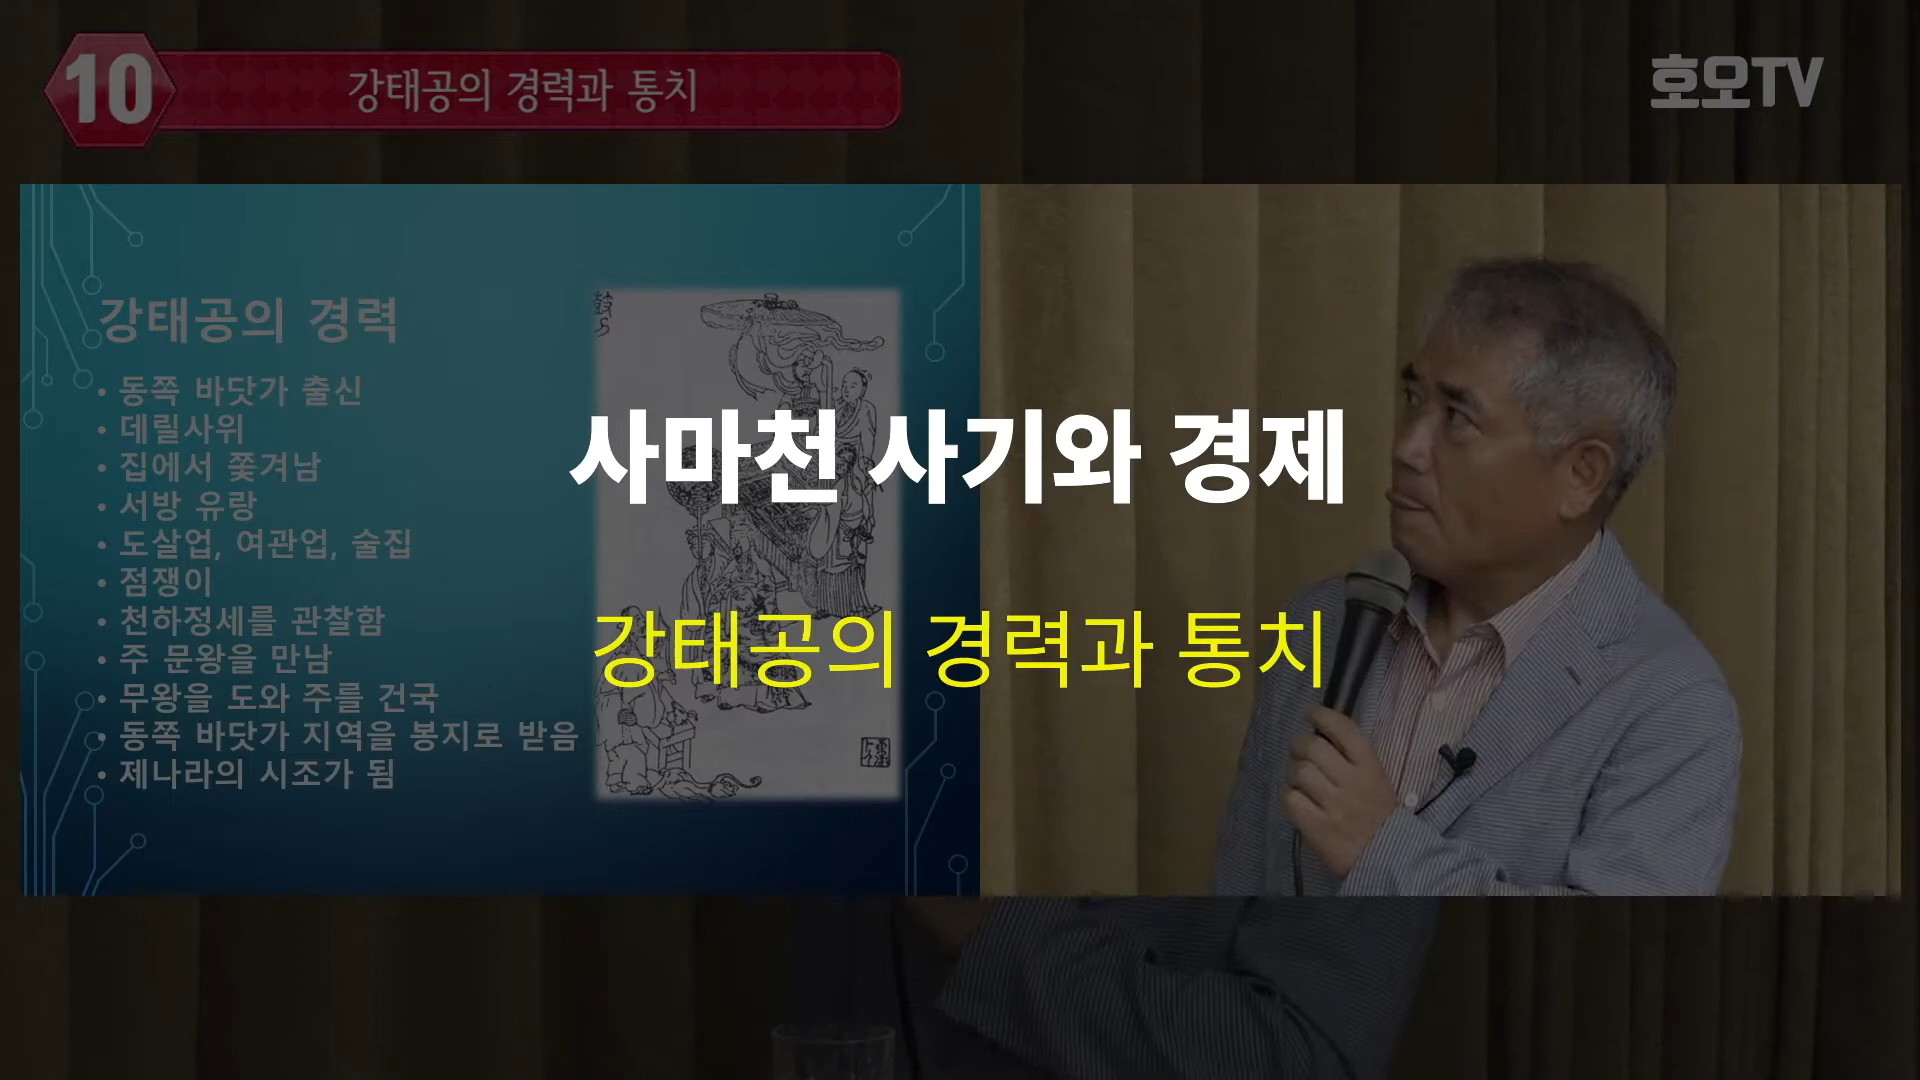 10
강태공의 경력과 통치
호오TV
강태공의 경력
• 동쪽 바닷가 출신
• 데릴사위
• 집에서 쫓겨남
• 서방 유랑
• 도살업, 여관업, 술집
• 점쟁이
• 천하정세를 관찰함
• 주 문왕을 만남
• 무왕을 도와 주를 건국
• 동쪽 바닷가 지역을 봉지로 받음
• 제나라의 시조가 됨
사마천 사기와 경제
강태공의 경력과 통치